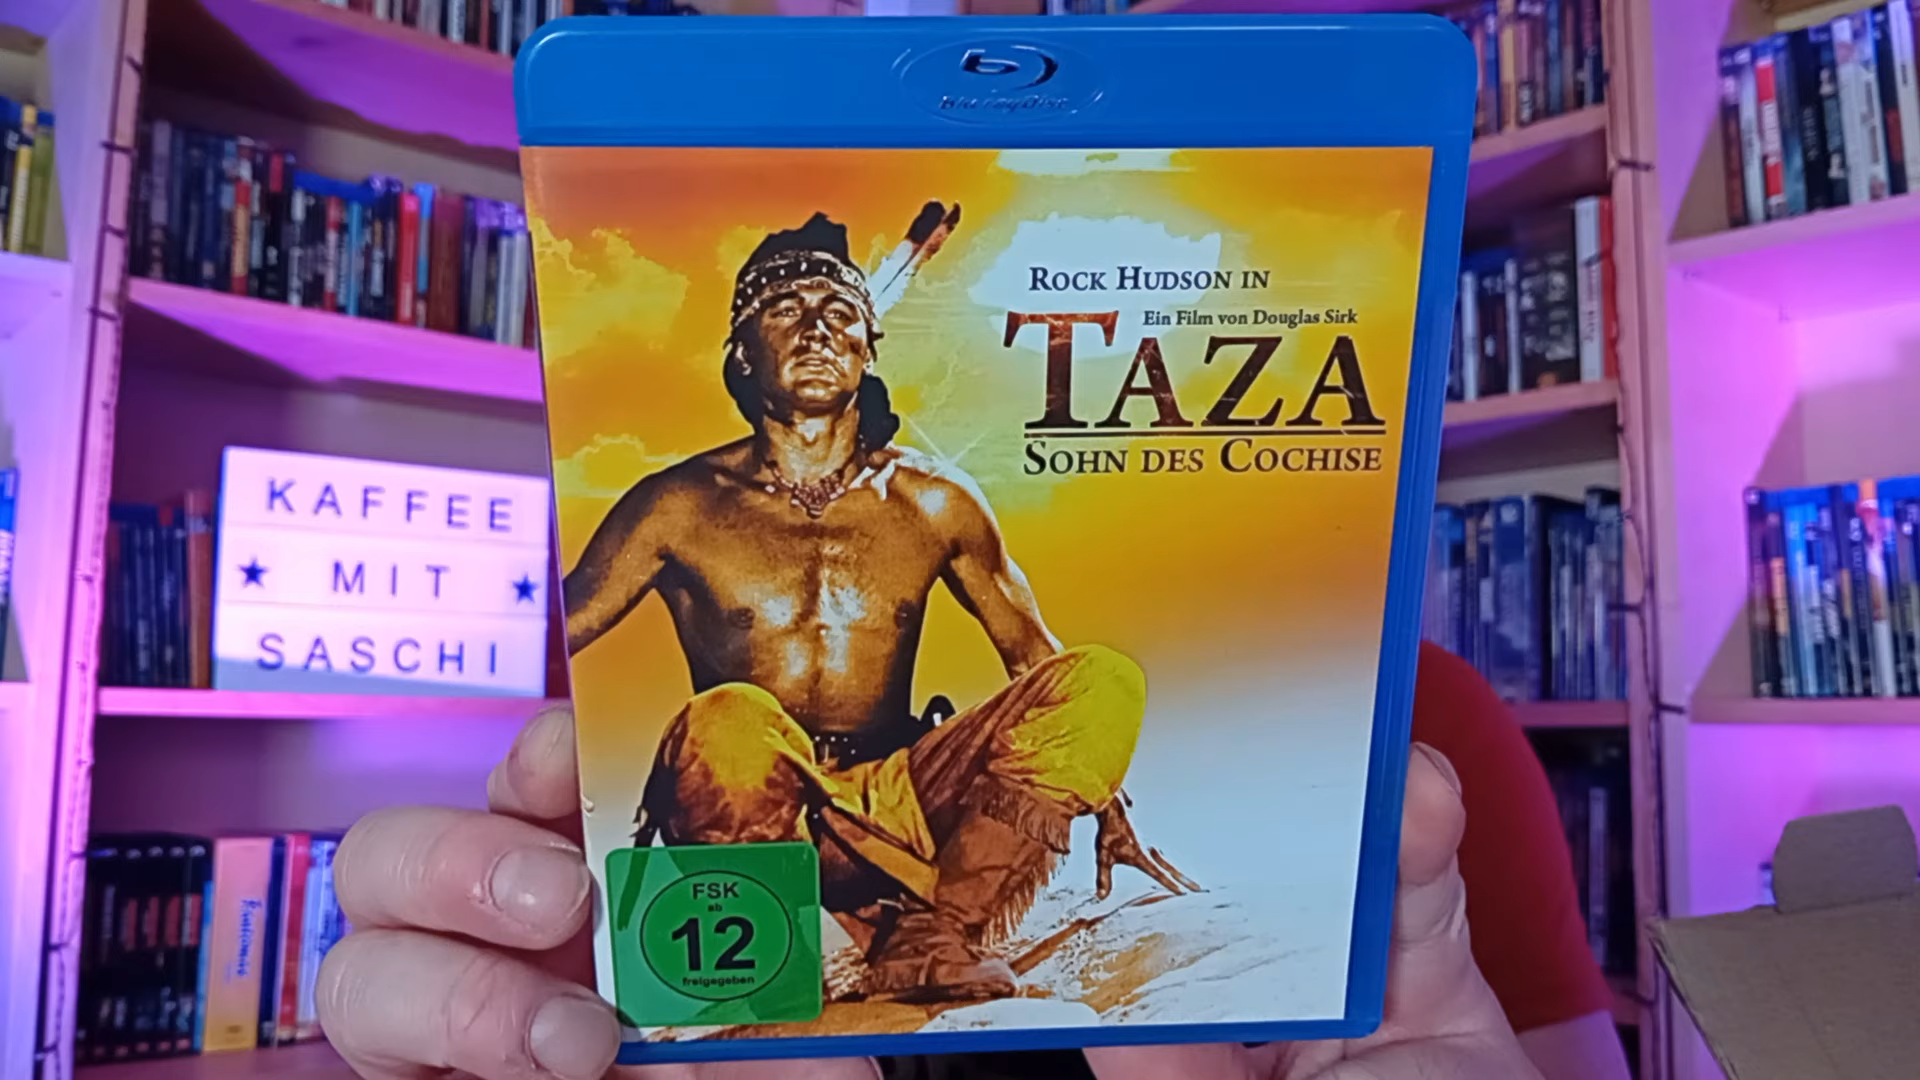 Blu-ray Disc
ROCK HUDSON IN
Ein Film von Douglas Sirk
TAZA
SOHN DES COCHISE
KAFFEE
★ MIT ★
SASCHI
FSK
ab
12
freigegeben